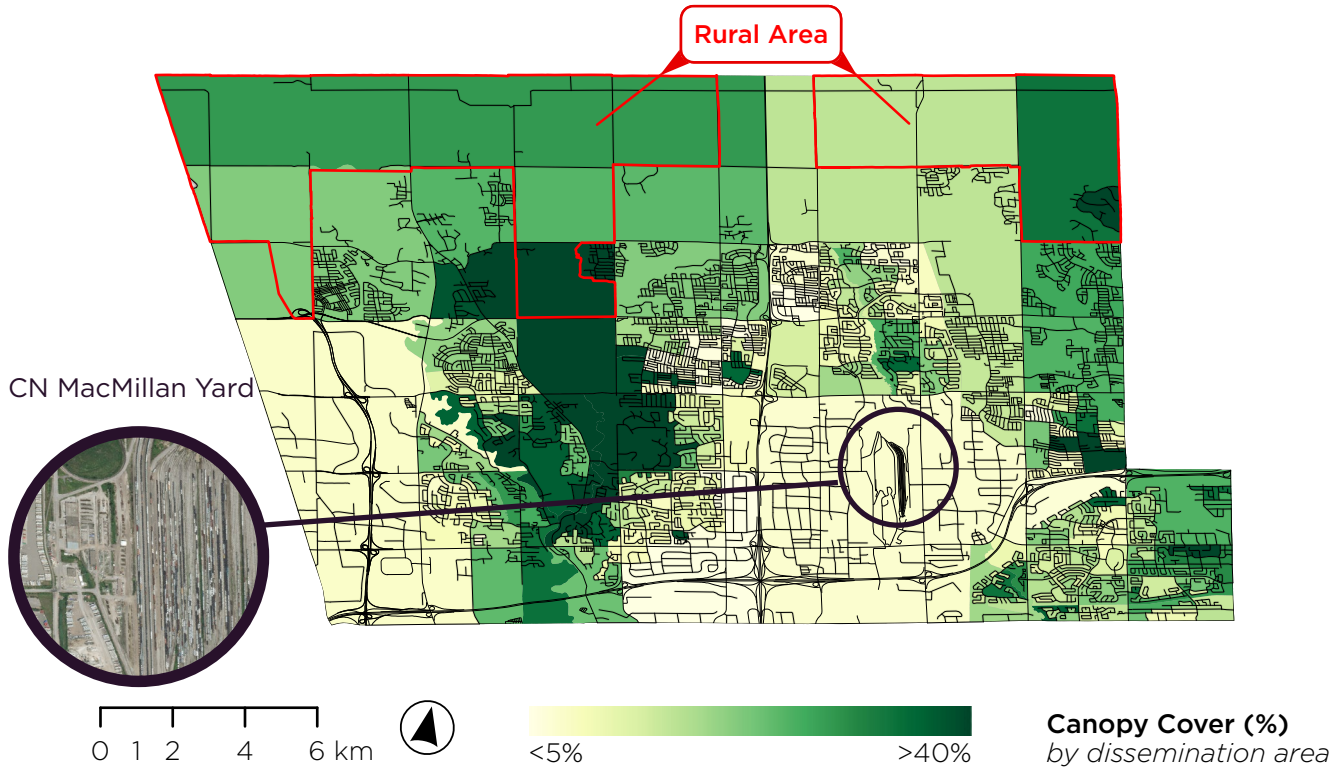 Rural Area
CN MacMillan Yard
0 1 2 4 6 km
<5% >40%
Canopy Cover (%)
by dissemination area